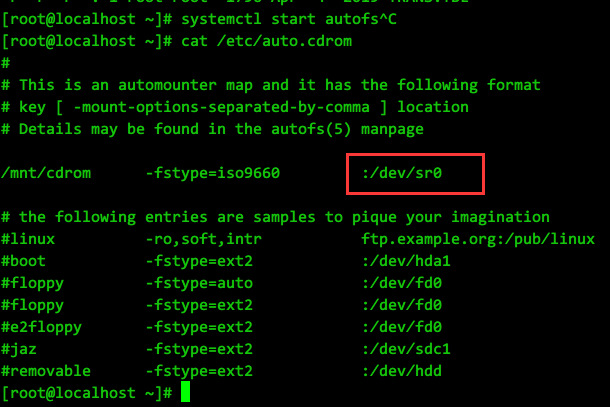 [root@localhost ~]# systemctl start autofs^C
[root@localhost ~]# cat /etc/auto.cdrom
#
# This is an automounter map and it has the following format
# key [ -mount-options-separated-by-comma ] location
# Details may be found in the autofs(5) manpage
/mnt/cdrom      -fstype=iso9660         :/dev/sr0
# the following entries are samples to pique your imagination
#linux          -ro,soft,intr           ftp.example.org:/pub/linux
#boot           -fstype=ext2            :/dev/hda1
#floppy         -fstype=auto            :/dev/fd0
#floppy         -fstype=ext2            :/dev/fd0
#e2floppy       -fstype=ext2            :/dev/fd0
#jaz            -fstype=ext2            :/dev/sdc1
#removable      -fstype=ext2            :/dev/hdd
[root@localhost ~]#